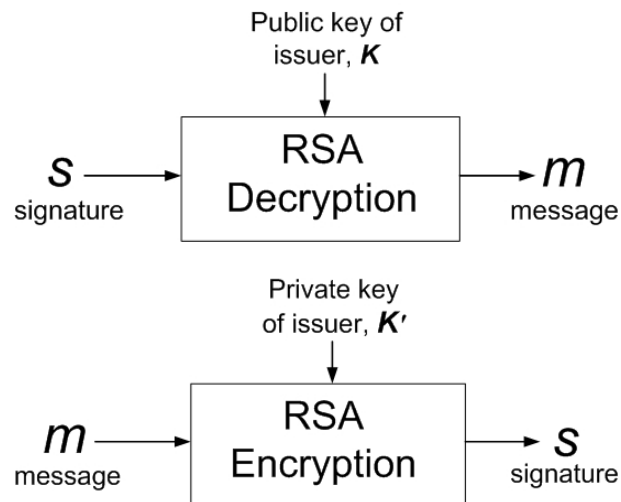 Public key of
issuer, K
RSA
Decryption
s
signature
m
message
Private key
of issuer, K'
RSA
Encryption
m
message
s
signature